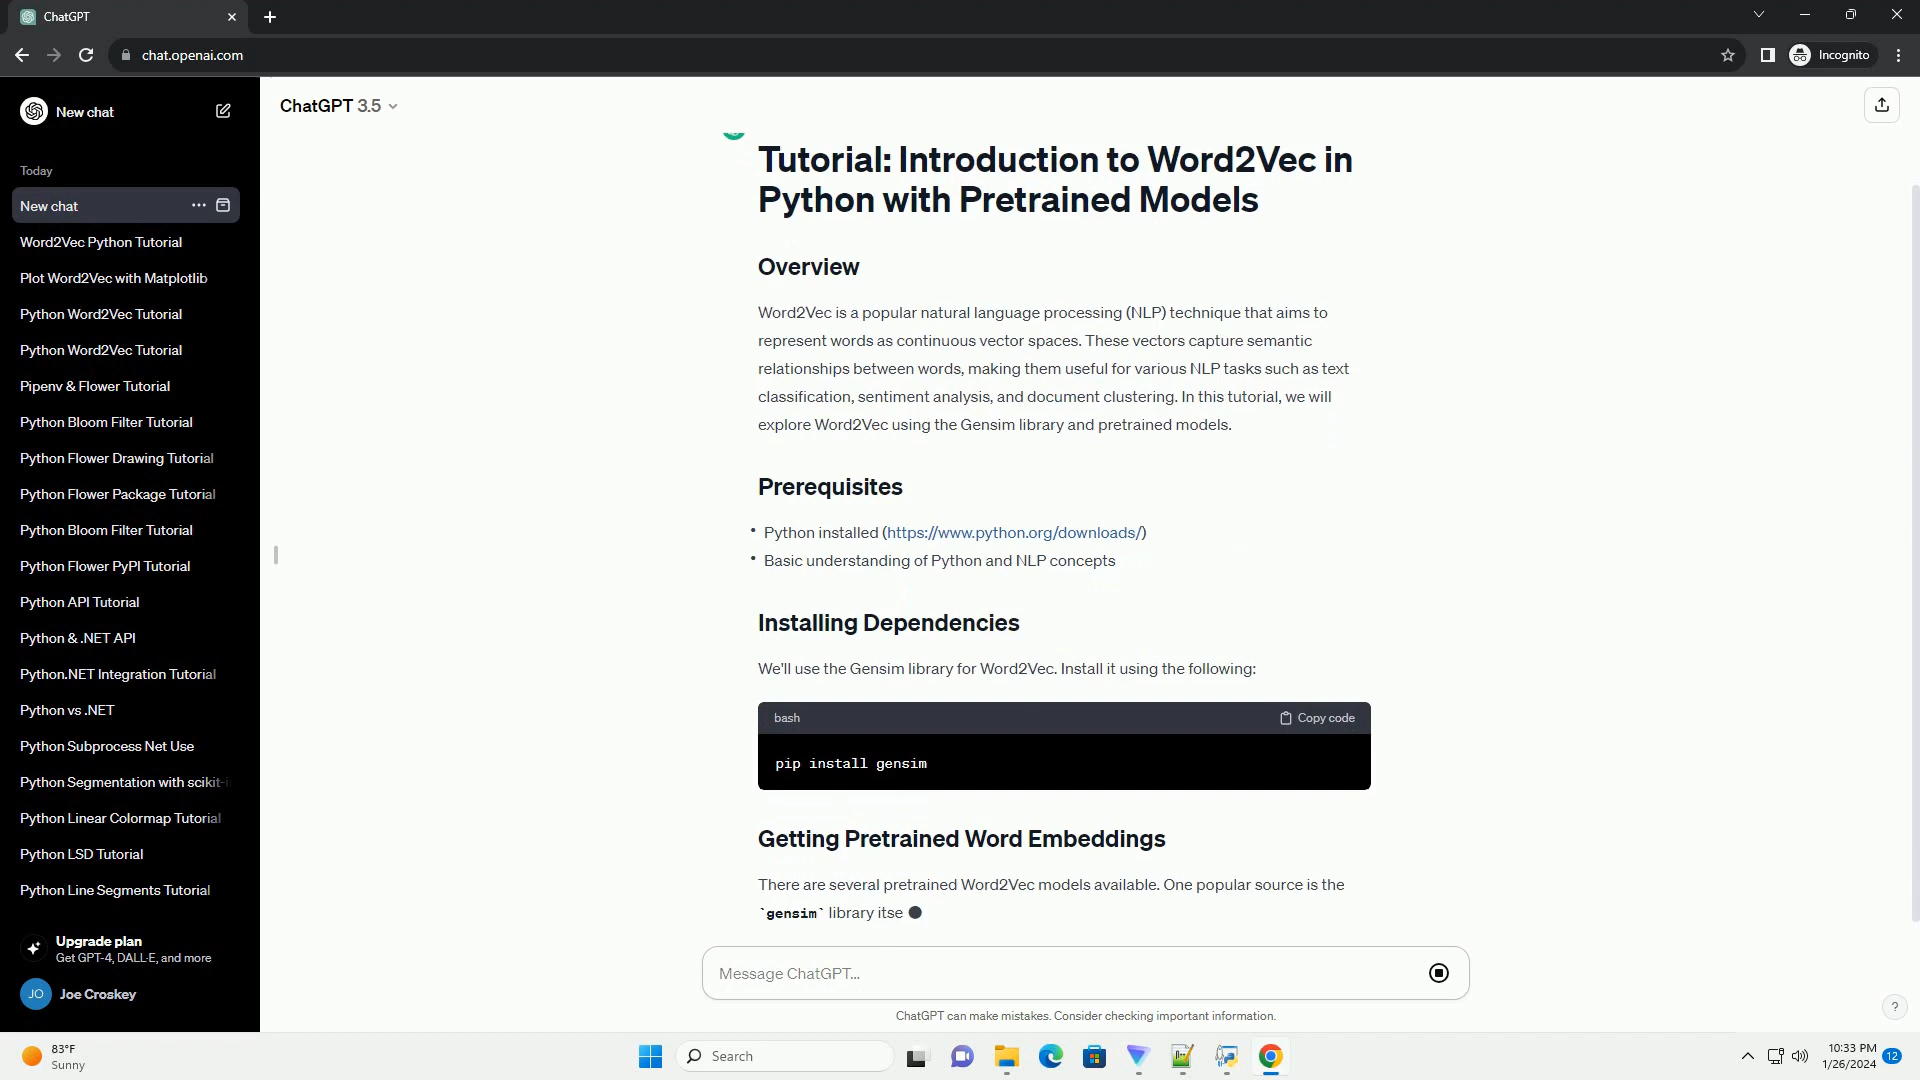 ChatGPT
chat.openai.com
Incognito
New chat
ChatGPT 3.5
Today
New chat
Word2Vec Python Tutorial
Plot Word2Vec with Matplotlib
Python Word2Vec Tutorial
Python Word2Vec Tutorial
Pipenv & Flower Tutorial
Python Bloom Filter Tutorial
Python Flower Drawing Tutorial
Python Flower Package Tutorial
Python Bloom Filter Tutorial
Python Flower PyPI Tutorial
Python API Tutorial
Python & .NET API
Python.NET Integration Tutorial
Python vs .NET
Python Subprocess Net Use
Python Segmentation with scikit-i
Python Linear Colormap Tutorial
Python LSD Tutorial
Python Line Segments Tutorial
Upgrade plan
Get GPT-4, DALL·E, and more
JO Joe Croskey
Tutorial: Introduction to Word2Vec in
Python with Pretrained Models
Overview
Word2Vec is a popular natural language processing (NLP) technique that aims to
represent words as continuous vector spaces. These vectors capture semantic
relationships between words, making them useful for various NLP tasks such as text
classification, sentiment analysis, and document clustering. In this tutorial, we will
explore Word2Vec using the Gensim library and pretrained models.
Prerequisites
• Python installed (https://www.python.org/downloads/)
• Basic understanding of Python and NLP concepts
Installing Dependencies
We'll use the Gensim library for Word2Vec. Install it using the following:
bash
Copy code
pip install gensim
Getting Pretrained Word Embeddings
There are several pretrained Word2Vec models available. One popular source is the
`gensim` library itse
Message ChatGPT...
ChatGPT can make mistakes. Consider checking important information.
?
83°F
Sunny
Search
10:33 PM
1/26/2024
12